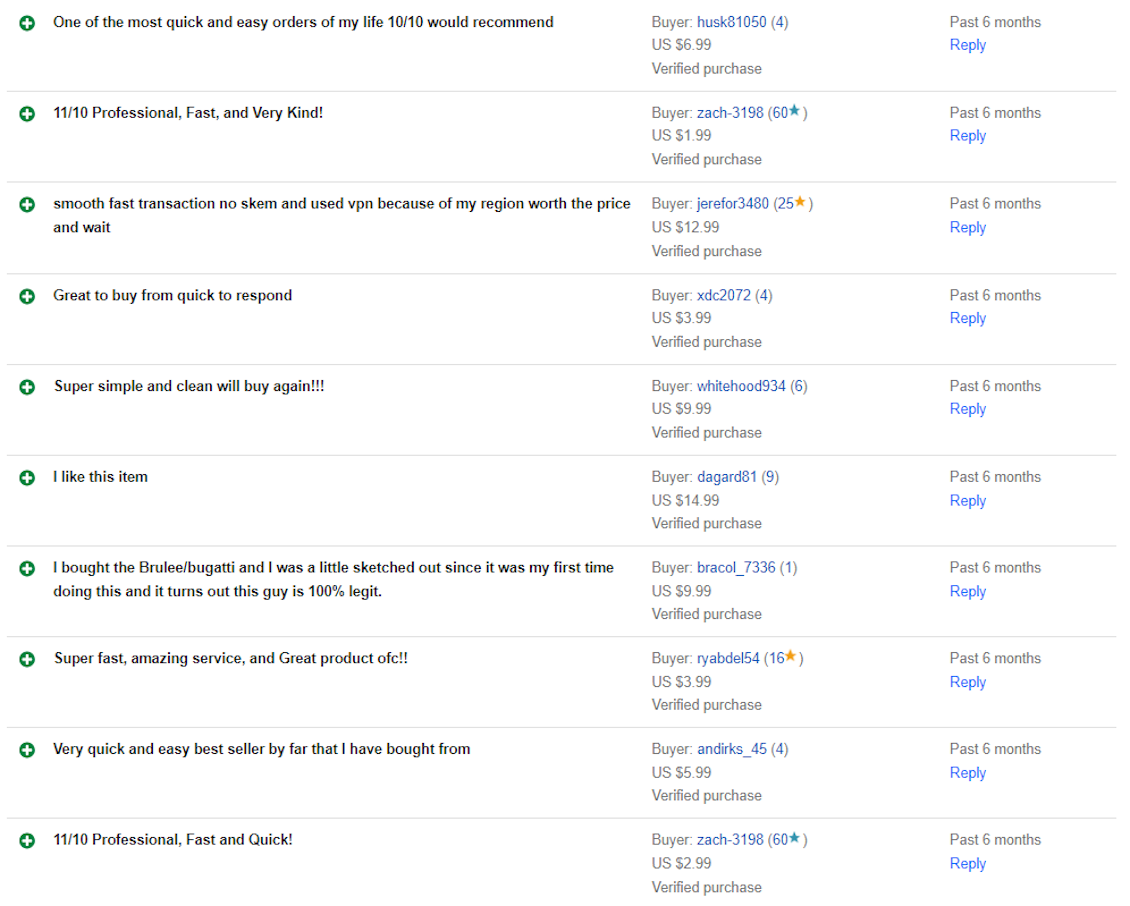 One of the most quick and easy orders of my life 10/10 would recommend
Buyer: husk81050 (4)
Past 6 months
US $6.99
Reply
Verified purchase
11/10 Professional, Fast, and Very Kind!
Buyer: zach-3198 (60★)
Past 6 months
US $1.99
Reply
Verified purchase
smooth fast transaction no skem and used vpn because of my region worth the price
and wait
Buyer: jerefor3480 (25★)
Past 6 months
US $12.99
Reply
Verified purchase
Great to buy from quick to respond
Buyer: xdc2072 (4)
Past 6 months
US $3.99
Reply
Verified purchase
Super simple and clean will buy again!!!
Buyer: whitehood934 (6)
Past 6 months
US $9.99
Reply
Verified purchase
I like this item
Buyer: dagard81 (9)
Past 6 months
US $14.99
Reply
Verified purchase
I bought the Brulee/bugatti and I was a little sketched out since it was my first time
doing this and it turns out this guy is 100% legit.
Buyer: bracol_7336 (1)
Past 6 months
US $9.99
Reply
Verified purchase
Super fast, amazing service, and Great product ofc!!
Buyer: ryabdel54 (16★)
Past 6 months
US $3.99
Reply
Verified purchase
Very quick and easy best seller by far that I have bought from
Buyer: andirks_45 (4)
Past 6 months
US $5.99
Reply
Verified purchase
11/10 Professional, Fast and Quick!
Buyer: zach-3198 (60★)
Past 6 months
US $2.99
Reply
Verified purchase